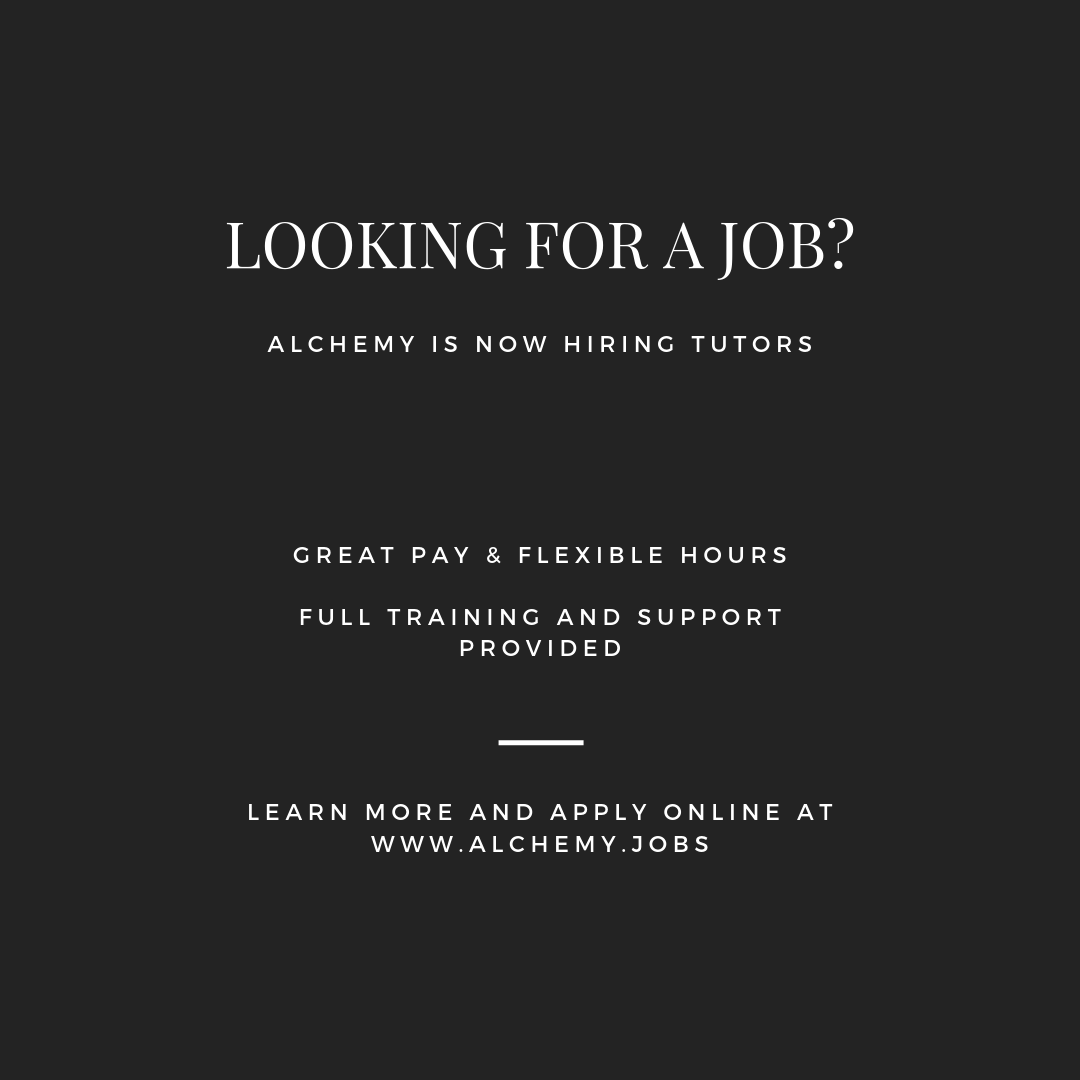 LOOKING FOR A JOB?
ALCHEMY IS NOW HIRING TUTORS
GREAT PAY & FLEXIBLE HOURS
FULL TRAINING AND SUPPORT
PROVIDED
LEARN MORE AND APPLY ONLINE AT
WWW.ALCHEMY.JOBS